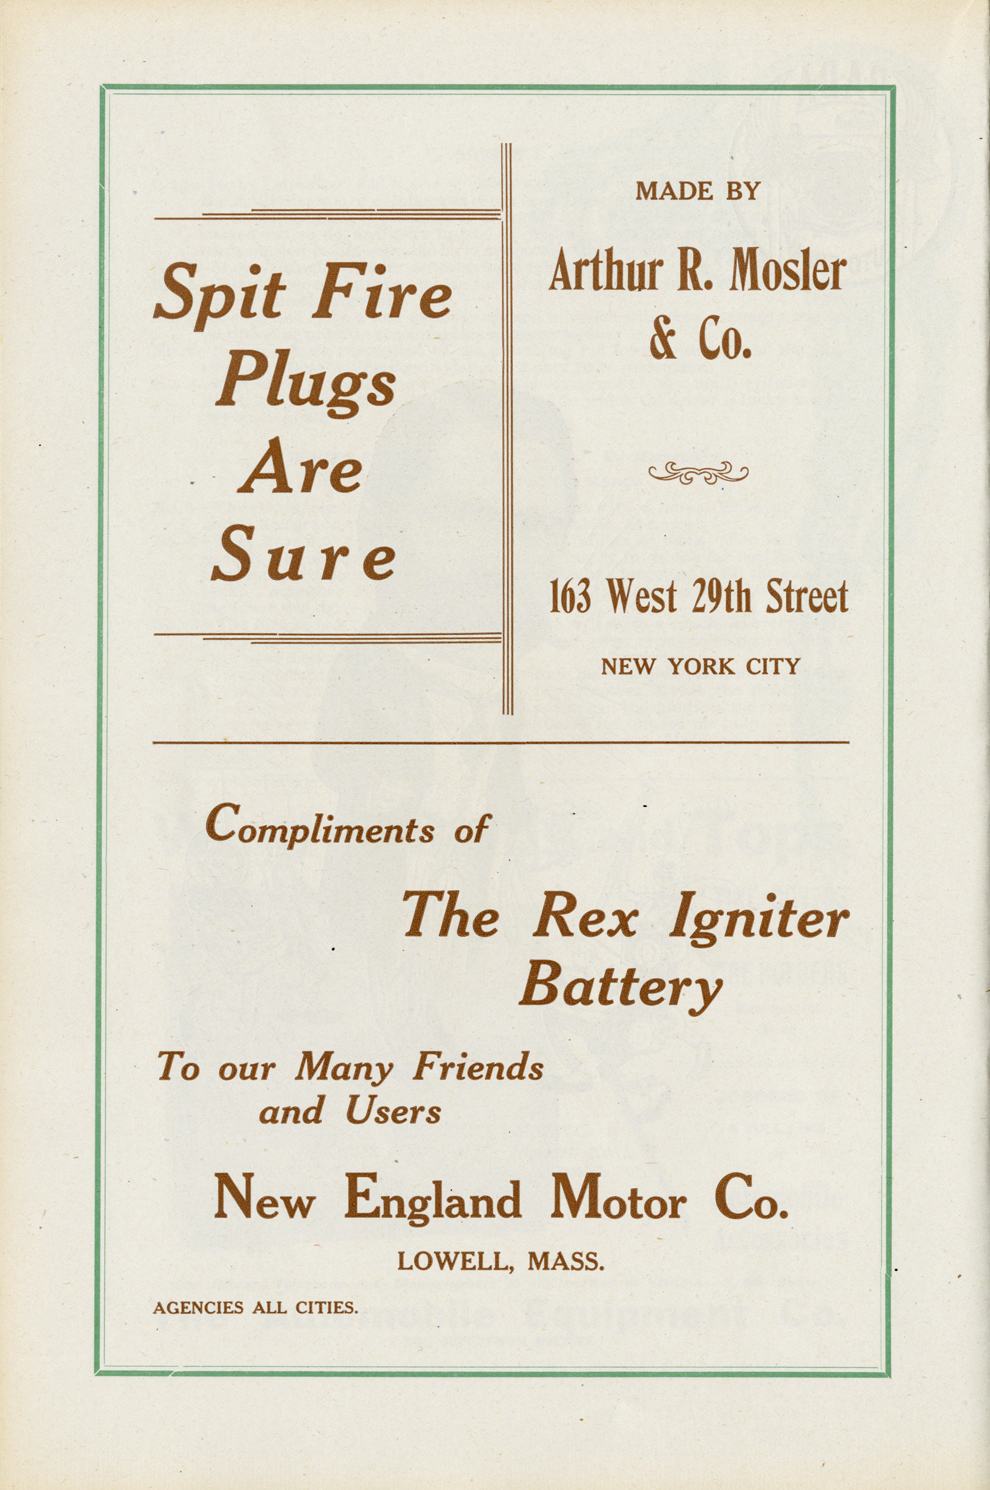 Spit Fire
Plugs
Are
Sure
MADE BY
Arthur R. Mosler
& Co.
163 West 29th Street
NEW YORK CITY
Compliments of
The Rex Igniter
Battery
To our Many Friends
and Users
New England Motor Co.
LOWELL, MASS.
AGENCIES ALL CITIES.